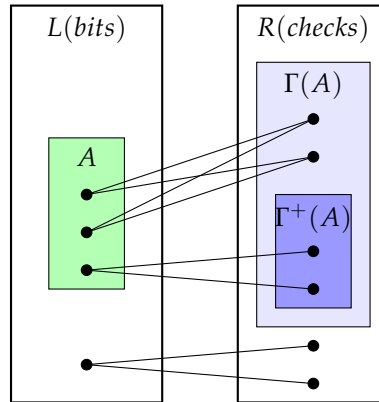 L(bits)
R(checks)
Γ(A)
A
Γ⁺(A)